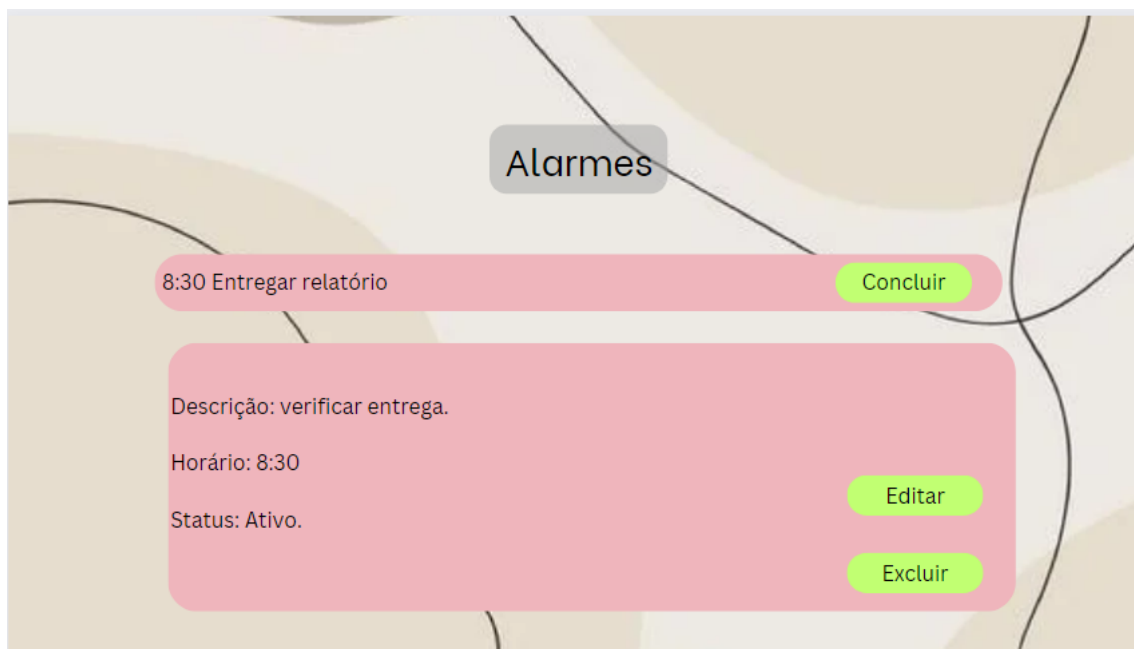 Alarmes
8:30 Entregar relatório
Concluir
Descrição: verificar entrega.
Horário: 8:30
Editar
Status: Ativo.
Excluir